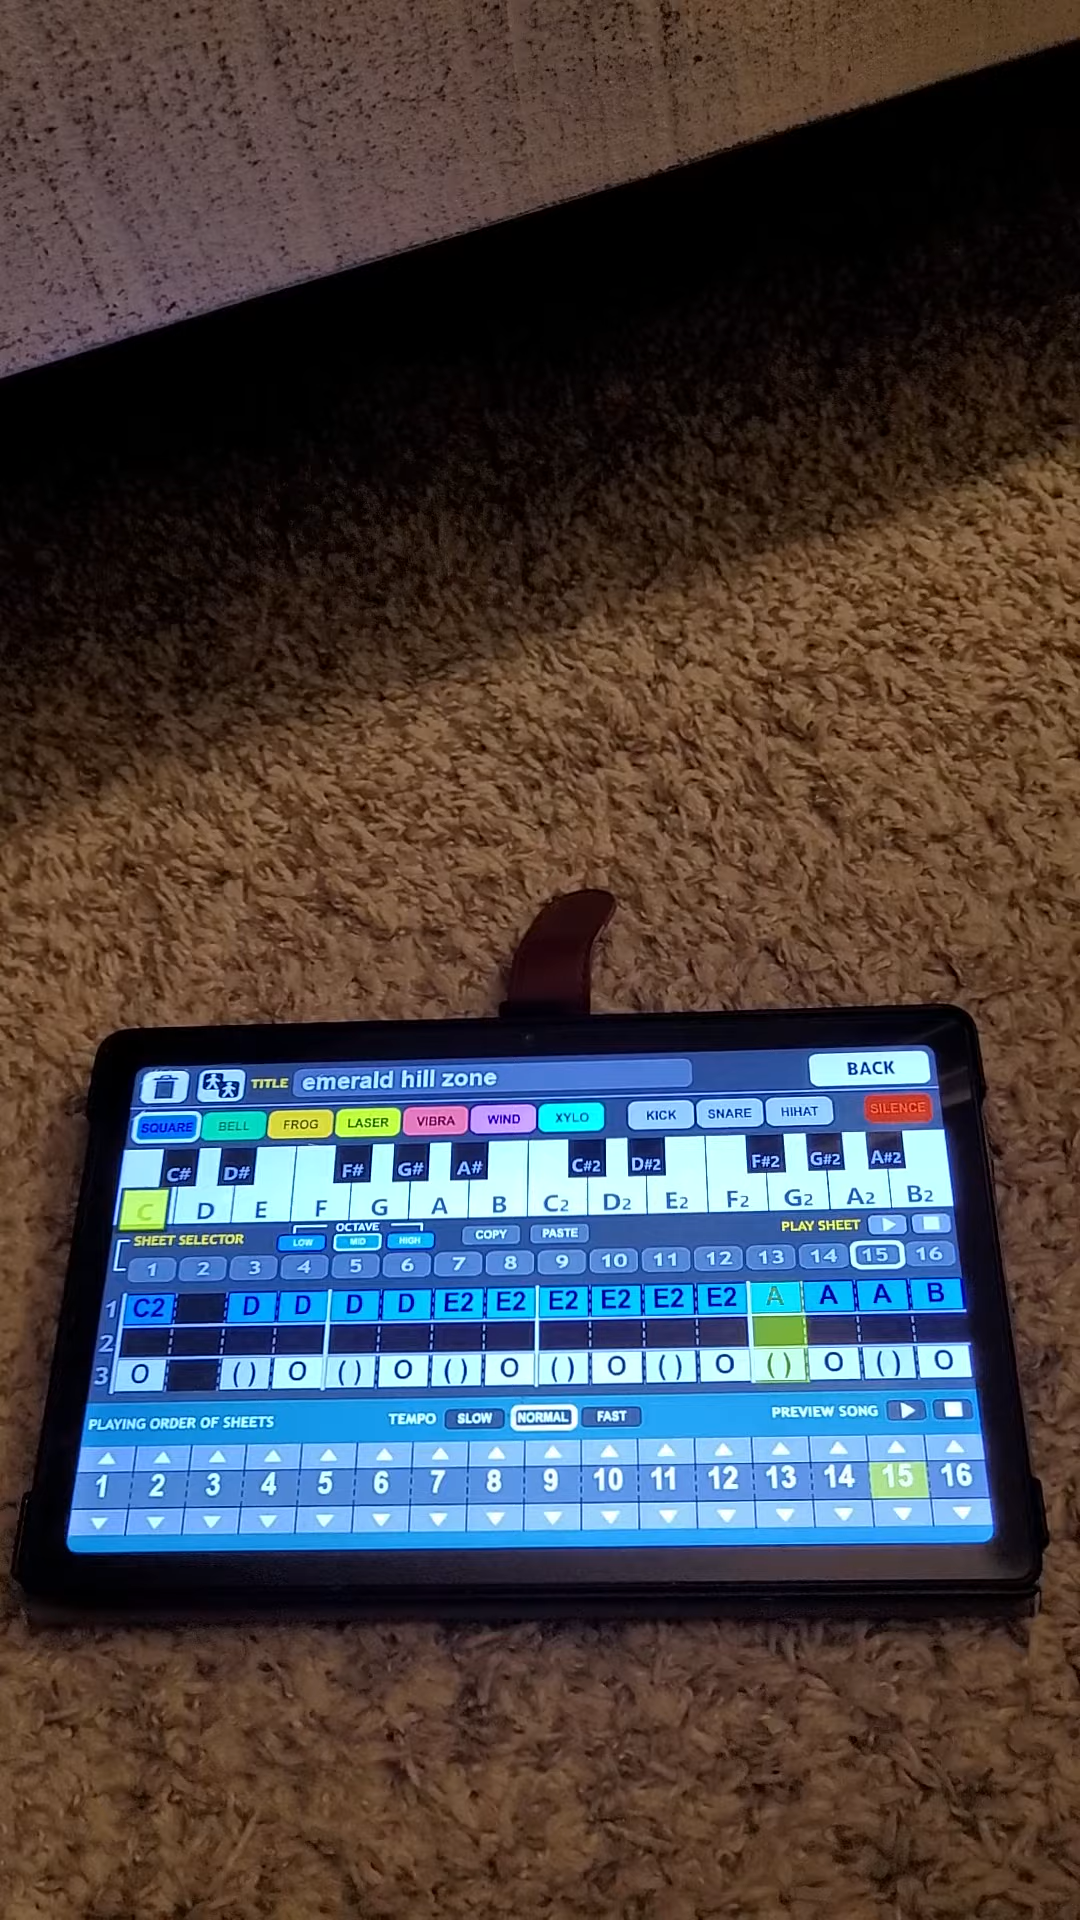 TITLE emerald hill zone BACK
SQUARE BELL FROG LASER VIBRA WIND XYLO KICK SNARE HIHAT SILENCE
C# D# F# G# A# C#2 D#2 F#2 G#2 A#2
C D E F G A B C2 D2 E2 F2 G2 A2 B2
OCTAVE
SHEET SELECTOR LOW MID HIGH COPY PASTE PLAY SHEET
1 2 3 4 5 6 7 8 9 10 11 12 13 14 15 16
1 C2 D D D D E2 E2 E2 E2 E2 E2 A A A B
2
3 O ( ) O ( ) O ( ) O ( ) O ( ) O ( ) O ( ) O
PLAYING ORDER OF SHEETS TEMPO SLOW NORMAL FAST PREVIEW SONG
1 2 3 4 5 6 7 8 9 10 11 12 13 14 15 16